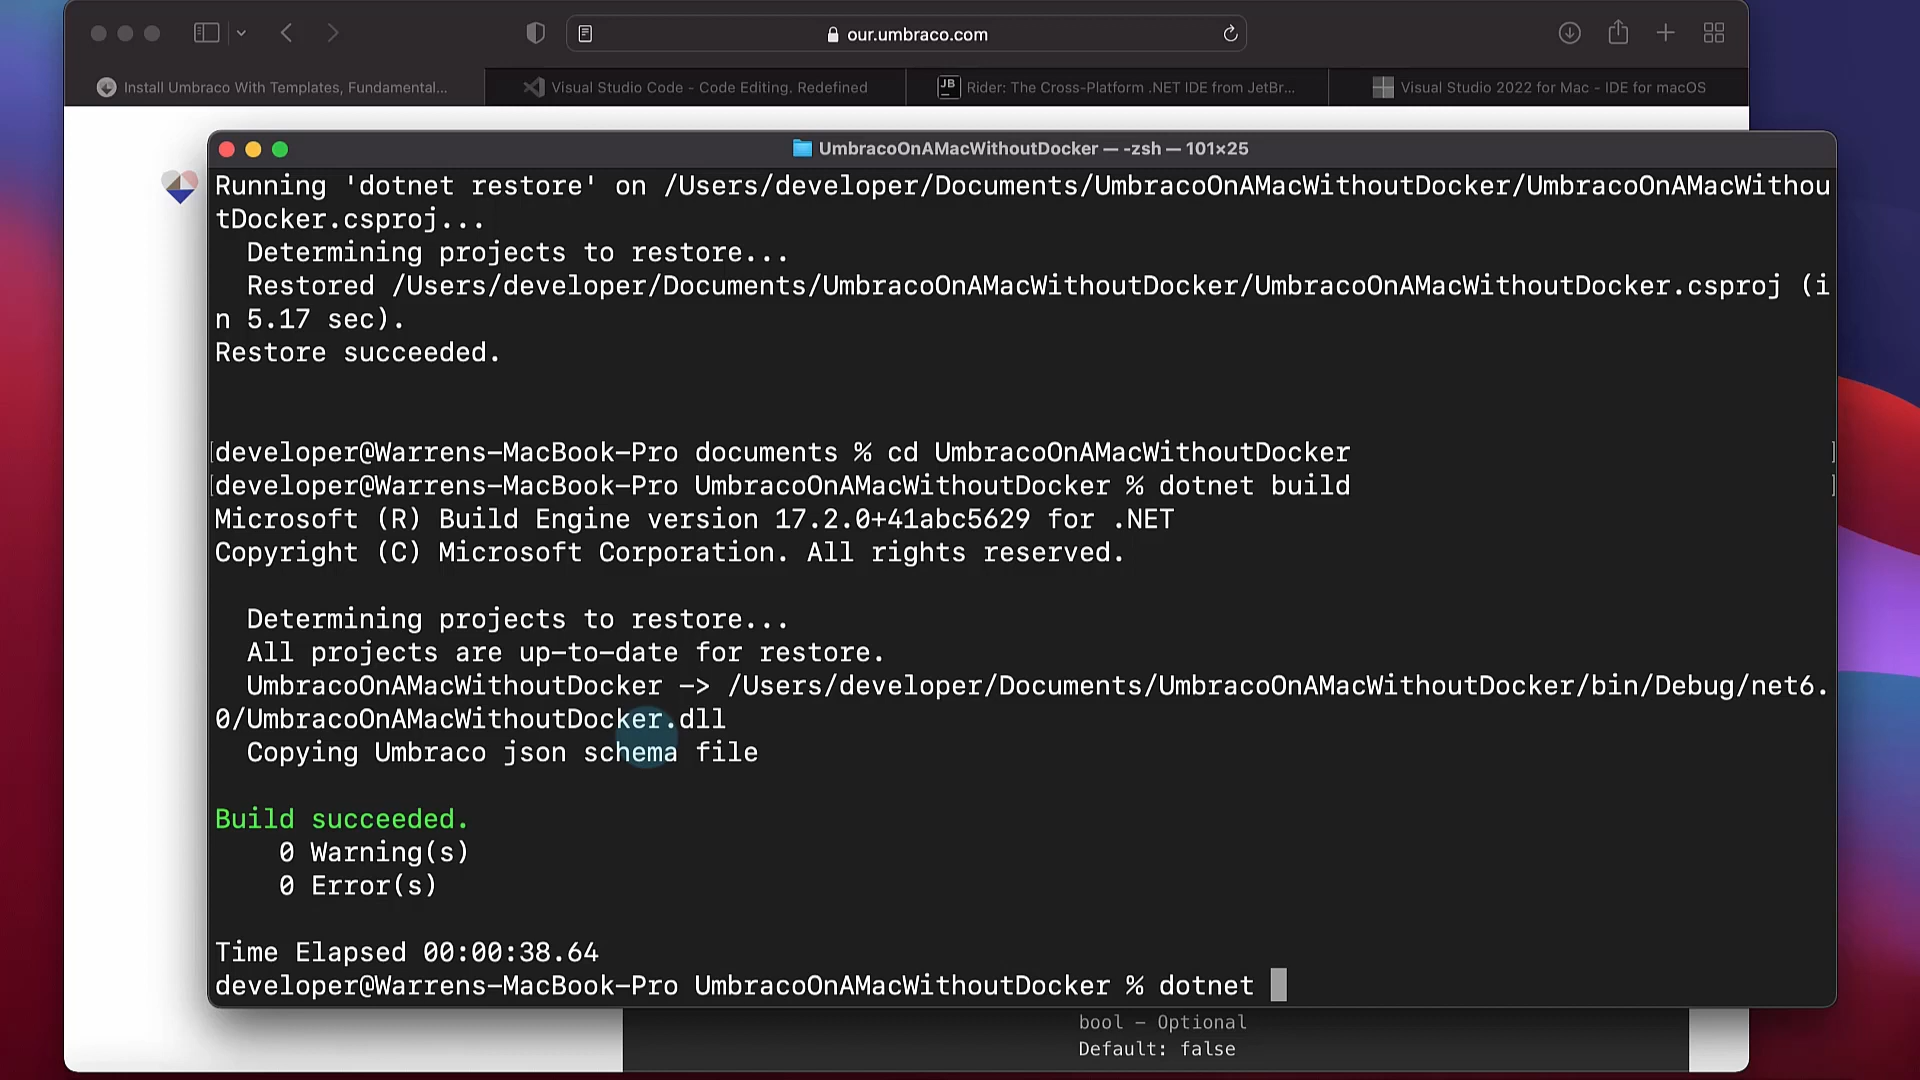 our.umbraco.com
Install Umbraco With Templates, Fundamental...
Visual Studio Code - Code Editing. Redefined
JB Rider: The Cross-Platform .NET IDE from JetBr...
Visual Studio 2022 for Mac - IDE for macOS
UmbracoOnAMacWithoutDocker — -zsh — 101×25
Running 'dotnet restore' on /Users/developer/Documents/UmbracoOnAMacWithoutDocker/UmbracoOnAMacWithou
tDocker.csproj...
Determining projects to restore...
Restored /Users/developer/Documents/UmbracoOnAMacWithoutDocker/UmbracoOnAMacWithoutDocker.csproj (i
n 5.17 sec).
Restore succeeded.
[developer@Warrens-MacBook-Pro documents % cd UmbracoOnAMacWithoutDocker ]
[developer@Warrens-MacBook-Pro UmbracoOnAMacWithoutDocker % dotnet build ]
Microsoft (R) Build Engine version 17.2.0+41abc5629 for .NET
Copyright (C) Microsoft Corporation. All rights reserved.
Determining projects to restore...
All projects are up-to-date for restore.
UmbracoOnAMacWithoutDocker -> /Users/developer/Documents/UmbracoOnAMacWithoutDocker/bin/Debug/net6.
0/UmbracoOnAMacWithoutDocker.dll
Copying Umbraco json schema file
Build succeeded.
0 Warning(s)
0 Error(s)
Time Elapsed 00:00:38.64
developer@Warrens-MacBook-Pro UmbracoOnAMacWithoutDocker % dotnet
bool – Optional
Default: false